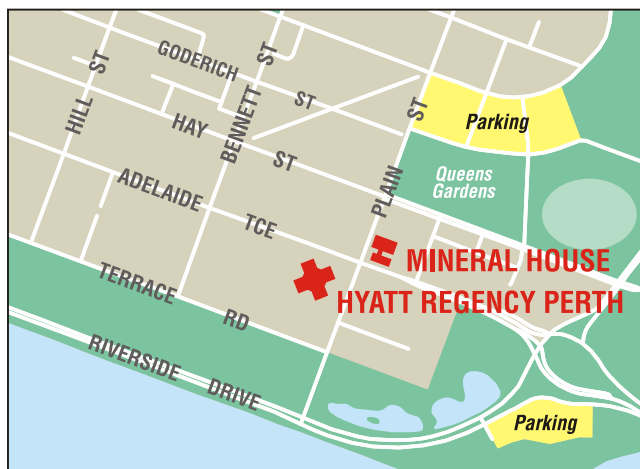 GODERICH ST
HILL ST
BENNETT ST
HAY ST
PLAIN ST
Parking
Queens
Gardens
ADELAIDE TCE
MINERAL HOUSE
HYATT REGENCY PERTH
TERRACE RD
RIVERSIDE DRIVE
Parking